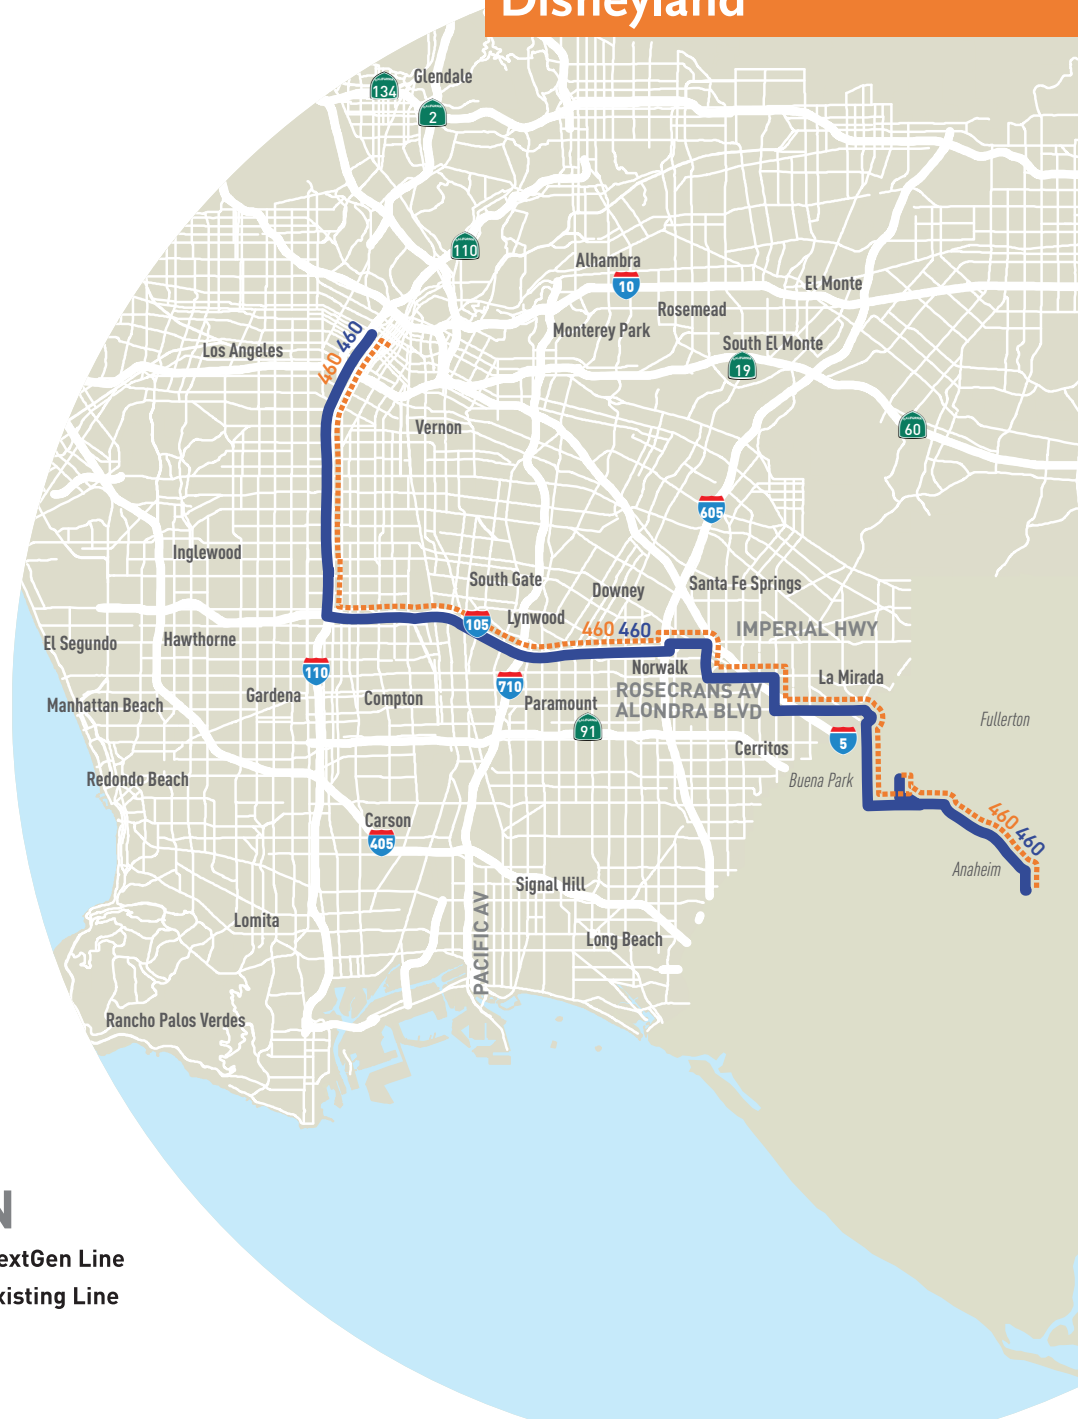 Disneyland
Glendale
134
2
110
Alhambra
10
El Monte
Rosemead
Monterey Park
South El Monte
Los Angeles
460 460
19
Vernon
60
605
Inglewood
South Gate
Downey
Santa Fe Springs
Lynwood
105
460 460
IMPERIAL HWY
El Segundo
Hawthorne
Norwalk
110
710
La Mirada
Gardena
Compton
ROSECRANS AV
Manhattan Beach
Paramount
ALONDRA BLVD
Fullerton
91
5
Cerritos
Redondo Beach
Buena Park
Carson
405
460 460
Anaheim
Signal Hill
Lomita
PACIFIC AV
Long Beach
Rancho Palos Verdes
N
extGen Line
xisting Line